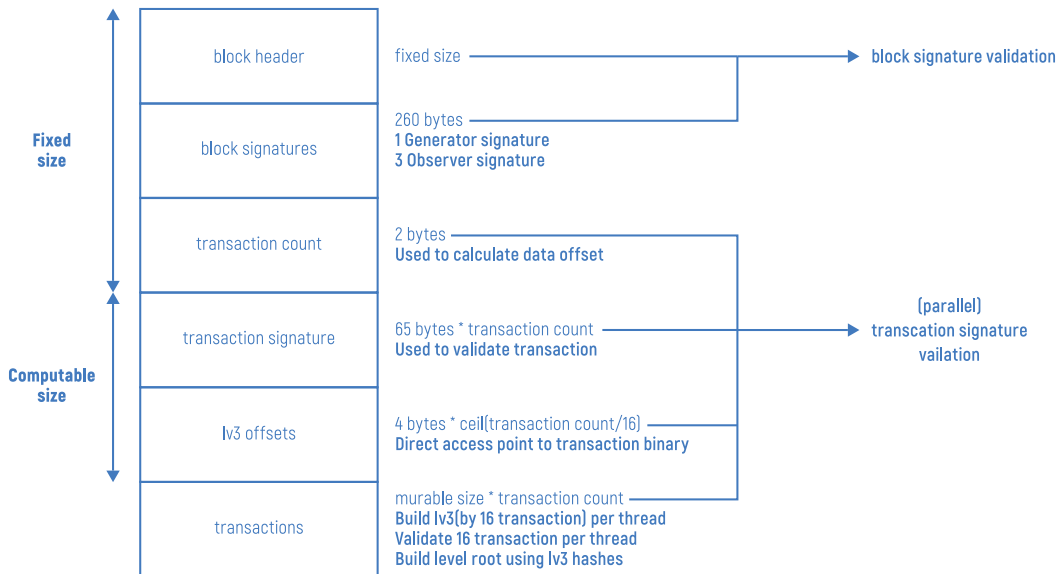 block header
fixed size
block signature validation
Fixed
size
block signatures
260 bytes
1 Generator signature
3 Observer signature
transaction count
2 bytes
Used to calculate data offset
Computable
size
transaction signature
65 bytes * transaction count
Used to validate transaction
(parallel)
transcation signature
vailation
lv3 offsets
4 bytes * ceil(transaction count/16)
Direct access point to transaction binary
transactions
murable size * transaction count
Build lv3(by 16 transaction) per thread
Validate 16 transaction per thread
Build level root using lv3 hashes